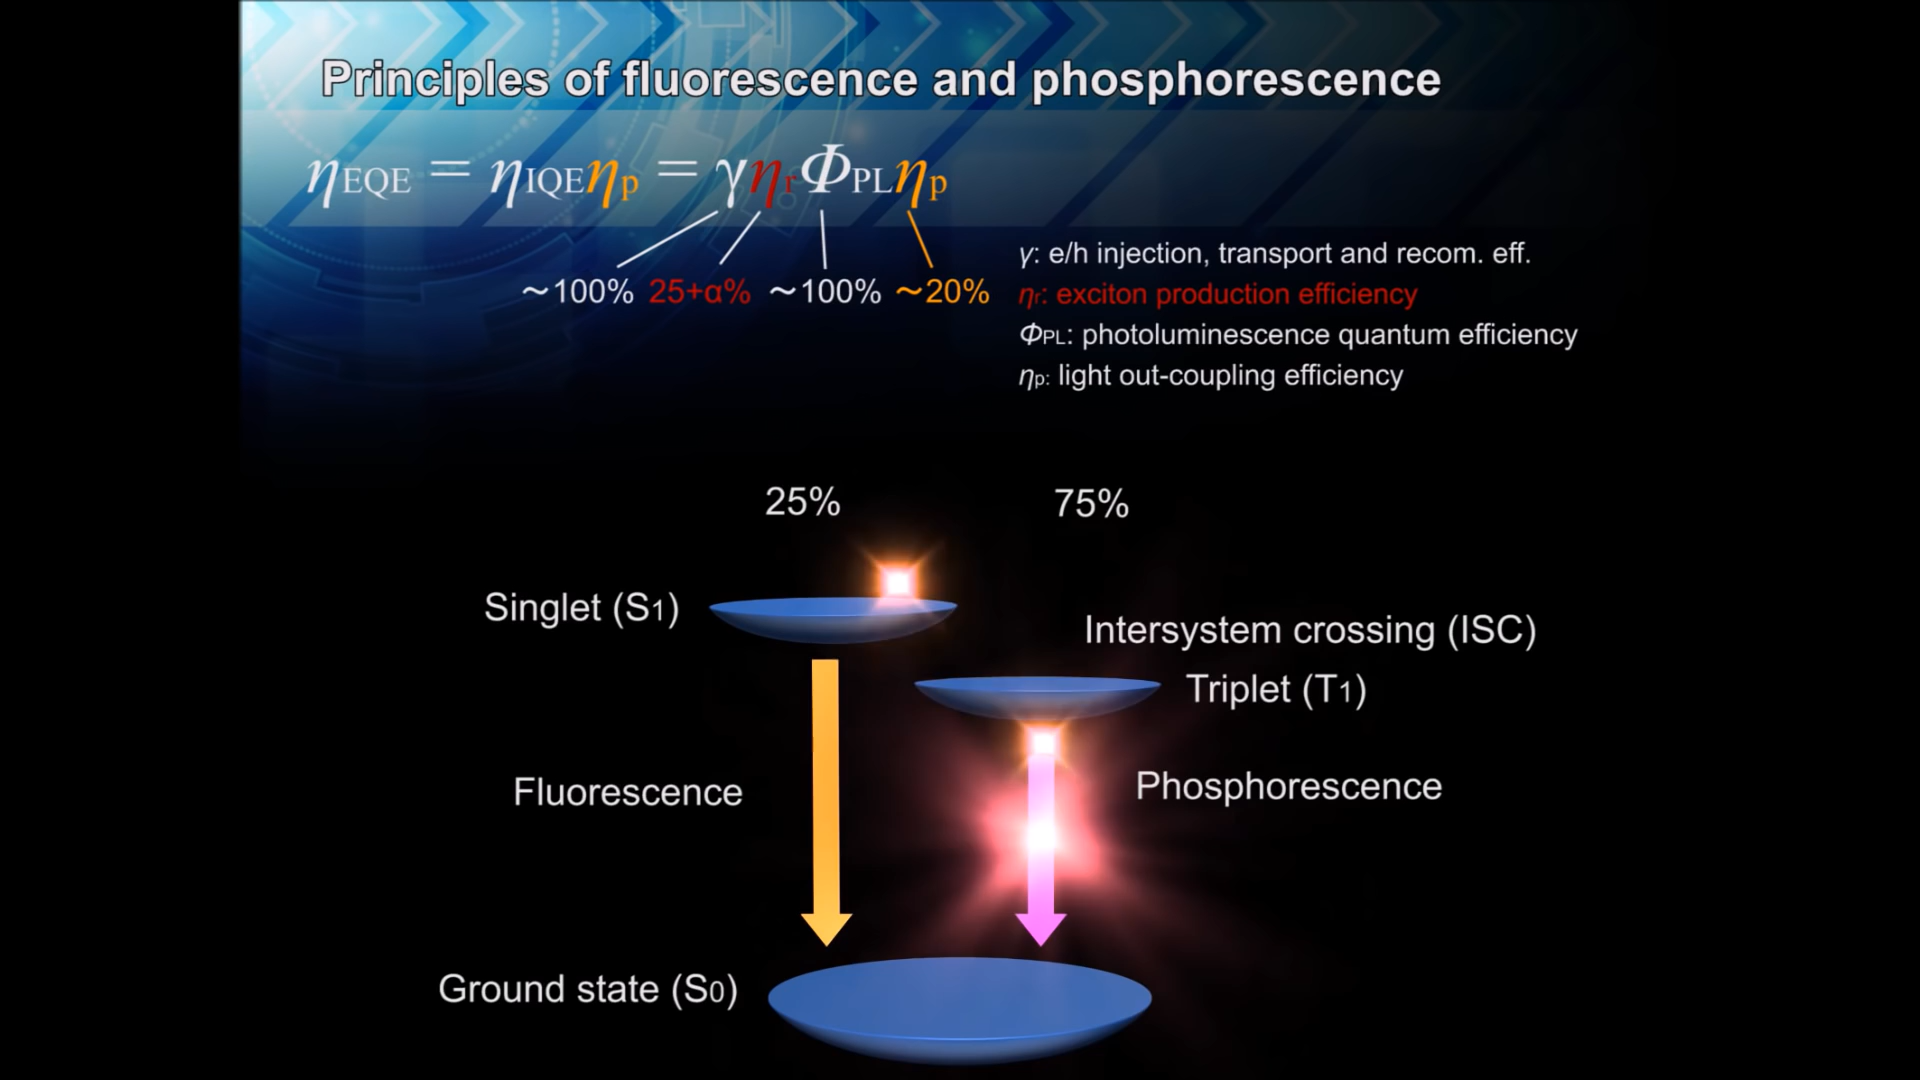 Principles of fluorescence and phosphorescence
ηEQE = ηIQEηp = γηrΦPLηp
~100% 25+α% ~100% ~20%
γ: e/h injection, transport and recom. eff.
ηr: exciton production efficiency
ΦPL: photoluminescence quantum efficiency
ηp: light out-coupling efficiency
25% 75%
Singlet (S1)
Intersystem crossing (ISC)
Triplet (T1)
Fluorescence
Phosphorescence
Ground state (S0)